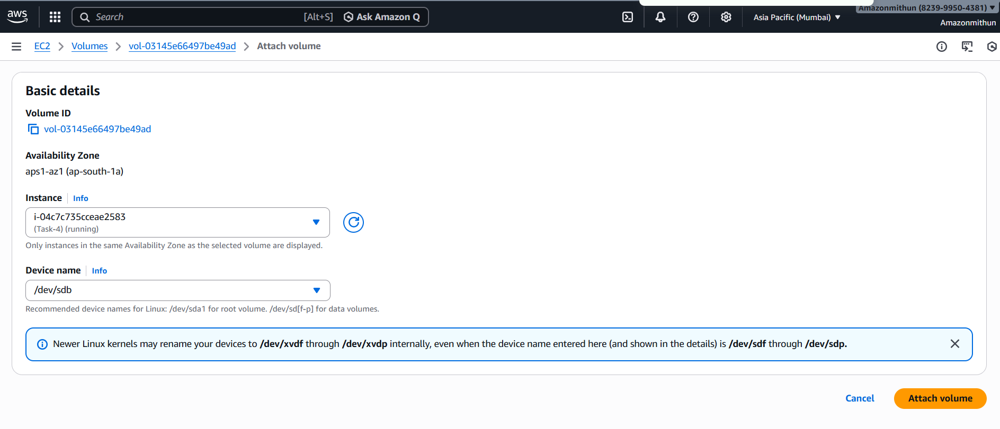 aws
Search [Alt+S] Ask Amazon Q
Asia Pacific (Mumbai) ▼
Amazonmithun (8239-9950-4381) ▼
Amazonmithun
EC2 > Volumes > vol-03145e66497be49ad > Attach volume
Basic details
Volume ID
vol-03145e66497be49ad
Availability Zone
aps1-az1 (ap-south-1a)
Instance Info
i-04c7c735cceae2583
(Task-4) (running)
Only instances in the same Availability Zone as the selected volume are displayed.
Device name Info
/dev/sdb
Recommended device names for Linux: /dev/sda1 for root volume. /dev/sd[f-p] for data volumes.
Newer Linux kernels may rename your devices to /dev/xvdf through /dev/xvdp internally, even when the device name entered here (and shown in the details) is /dev/sdf through /dev/sdp.
Cancel
Attach volume